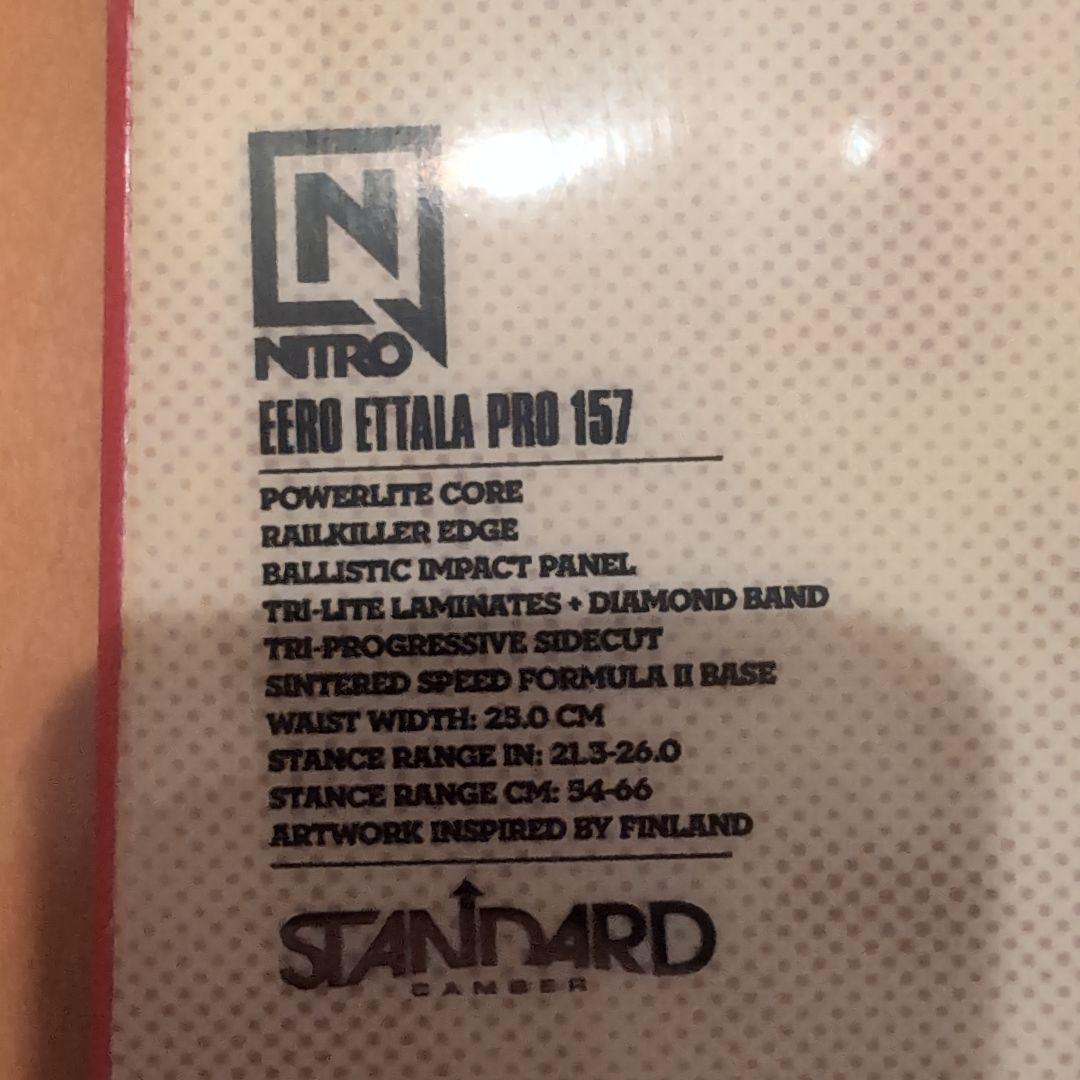 N
NITRO
EERO ETTALA PRO 157
POWERLITE CORE
RAILKILLER EDGE
BALLISTIC IMPACT PANEL
TRI-LITE LAMINATES + DIAMOND BAND
TRI-PROGRESSIVE SIDECUT
SINTERED SPEED FORMULA II BASE
WAIST WIDTH: 25.0 CM
STANCE RANGE IN: 21.3-26.0
STANCE RANGE CM: 54-66
ARTWORK INSPIRED BY FINLAND
STANDARD
CAMBER